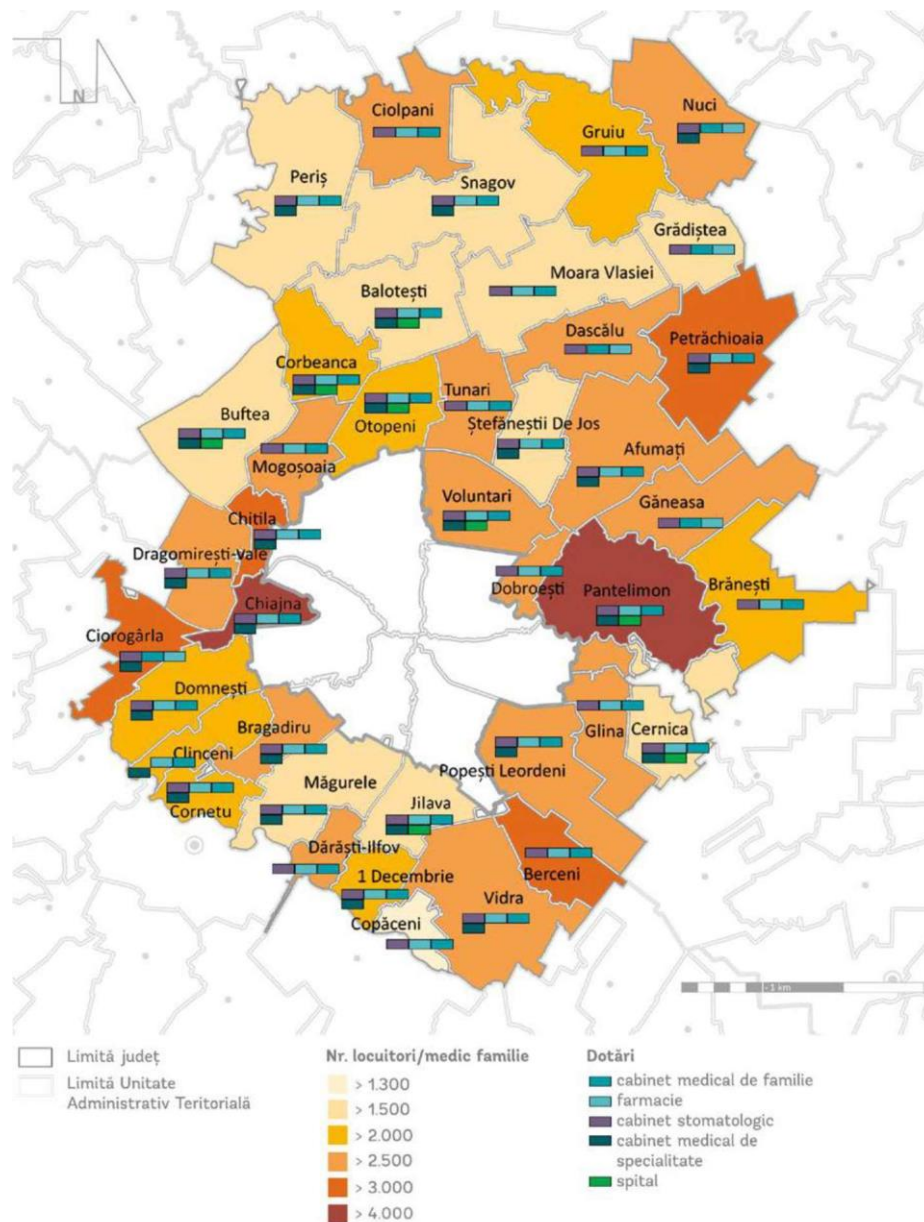 N
Ciolpani
Nuci
Gruiu
Periș
Snagov
Grădiștea
Moara Vlasiei
Balotești
Dascălu
Petrăchioaia
Corbeanca
Tunari
Buftea
Otopeni
Ștefăneștii De Jos
Mogoșoaia
Afumați
Voluntari
Găneasa
Chitila
Dragomirești-vale
Dobroești
Pantelimon
Brănești
Chiajna
Ciorogârla
Domnești
Bragadiru
Glina
Cernica
Clinceni
Popești Leordeni
Măgurele
Cornetu
Jilava
Dărăști-Ilfov
Berceni
1 Decembrie
Vidra
Copăceni
1 km
Limită județ
Limită Unitate
Administrativ Teritorială
Nr. locuitori/medic familie
> 1.300
> 1.500
> 2.000
> 2.500
> 3.000
> 4.000
Dotări
cabinet medical de familie
farmacie
cabinet stomatologic
cabinet medical de
specialitate
spital